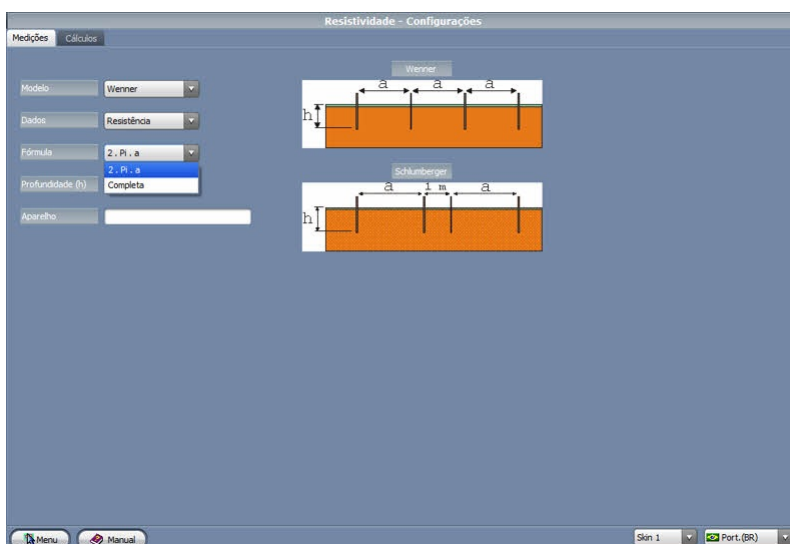 Resistividade - Configurações
Medições Cálculos
Modelo Wenner
Dados Resistência
Fórmula 2 . Pi . a
2 . Pi . a
Completa
Profundidade (h)
Aparelho
Wenner
a a a
h
Schlumberger
a 1 m a
h
Menu Manual
Skin 1 Port.(BR)